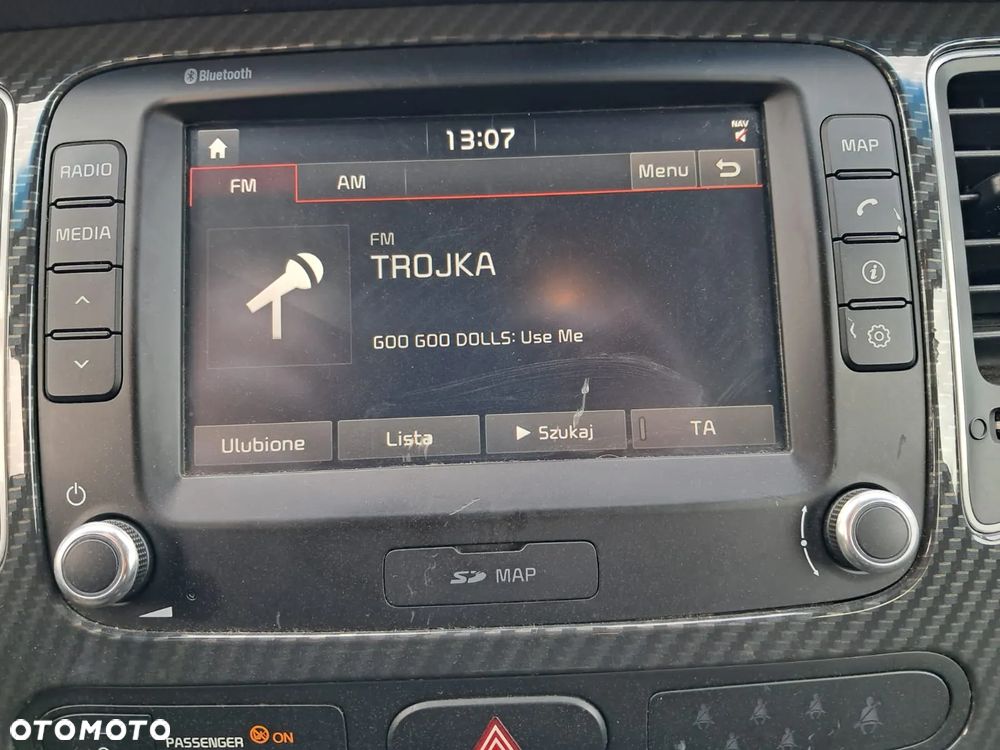 Bluetooth
13:07
NAV
RADIO
FM
AM
Menu
MAP
MEDIA
FM
TROJKA
GOO GOO DOLLS: Use Me
Ulubione
Lista
Szukaj
TA
SD MAP
OTOMOTO
PASSENGER
ON